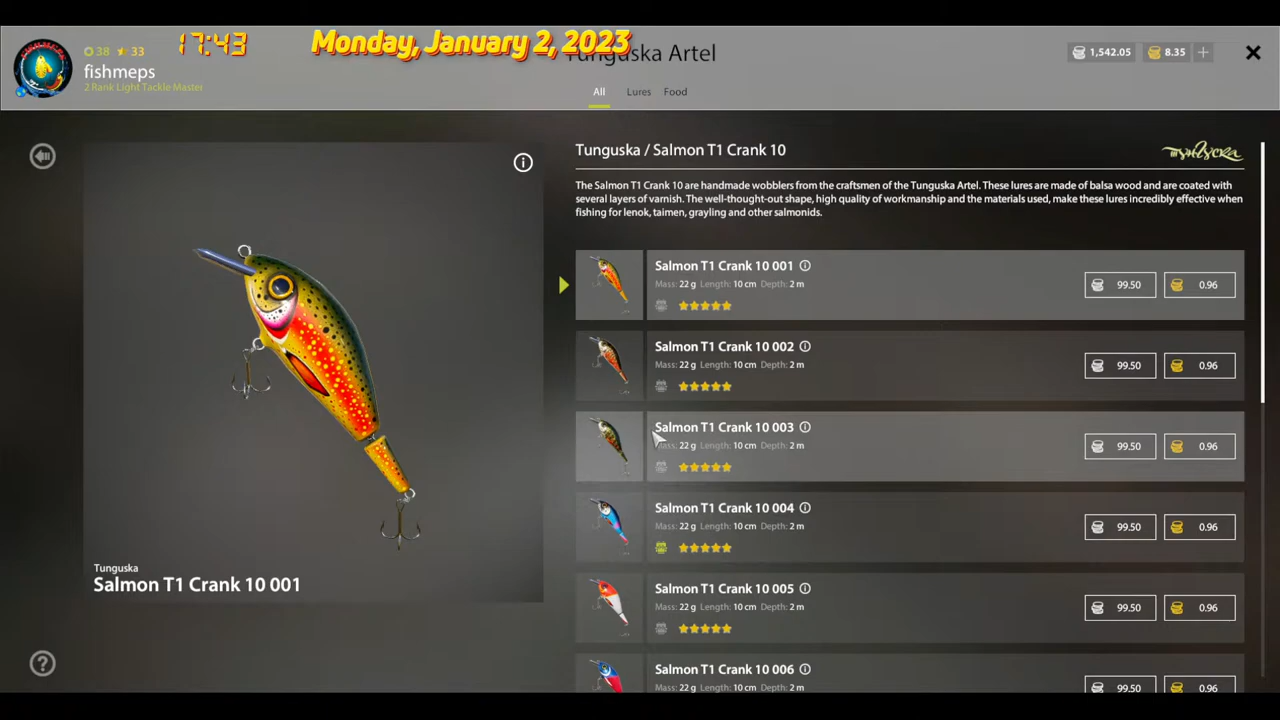 38 33
fishmeps
2 Rank Light Tackle Master
17:43
Monday, January 2, 2023
Tunguska Artel
1,542.05 8.35 +
All Lures Food
Tunguska / Salmon T1 Crank 10
Тунгуска
The Salmon T1 Crank 10 are handmade wobblers from the craftsmen of the Tunguska Artel. These lures are made of balsa wood and are coated with
several layers of varnish. The well-thought-out shape, high quality of workmanship and the materials used, make these lures incredibly effective when
fishing for lenok, taimen, grayling and other salmonids.
Salmon T1 Crank 10 001
Mass: 22 g Length: 10 cm Depth: 2 m
99.50 0.96
Salmon T1 Crank 10 002
Mass: 22 g Length: 10 cm Depth: 2 m
99.50 0.96
Salmon T1 Crank 10 003
Mass: 22 g Length: 10 cm Depth: 2 m
99.50 0.96
Salmon T1 Crank 10 004
Mass: 22 g Length: 10 cm Depth: 2 m
99.50 0.96
Salmon T1 Crank 10 005
Mass: 22 g Length: 10 cm Depth: 2 m
99.50 0.96
Salmon T1 Crank 10 006
Mass: 22 g Length: 10 cm Depth: 2 m
99.50 0.96
Tunguska
Salmon T1 Crank 10 001
?